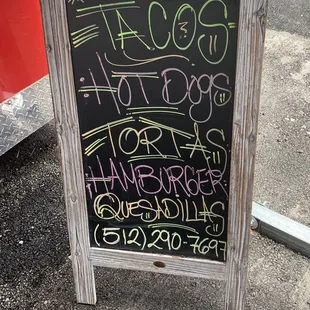 TACOS
HOT DOgs
TORTAS
HAMBURGER
QUESADILLAS
(512) 290-7697